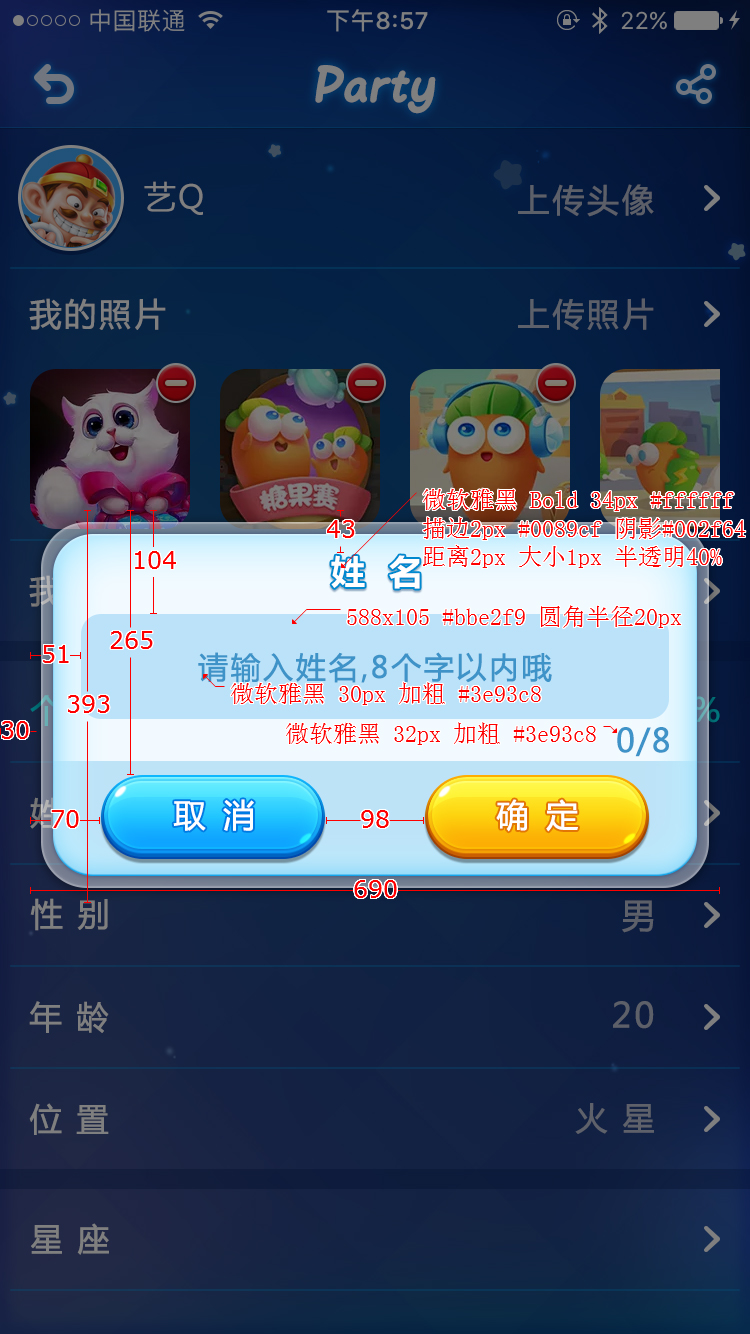 中国联通 下午8:57 22%
Party
艺Q 上传头像
我的照片 上传照片
糖果赛
微软雅黑 Bold 34px #ffffff
43 描边2px #0089cf 阴影#002f64
104 距离2px 大小1px 半透明40%
姓 名
我
588x105 #bbe2f9 圆角半径20px
265
51
请输入姓名,8个字以内哦
微软雅黑 30px 加粗 #3e93c8
393
个 %
30
微软雅黑 32px 加粗 #3e93c8
0/8
姓
70 取 消 98 确 定
690
性 别 男
年 龄 20
位 置 火 星
星 座